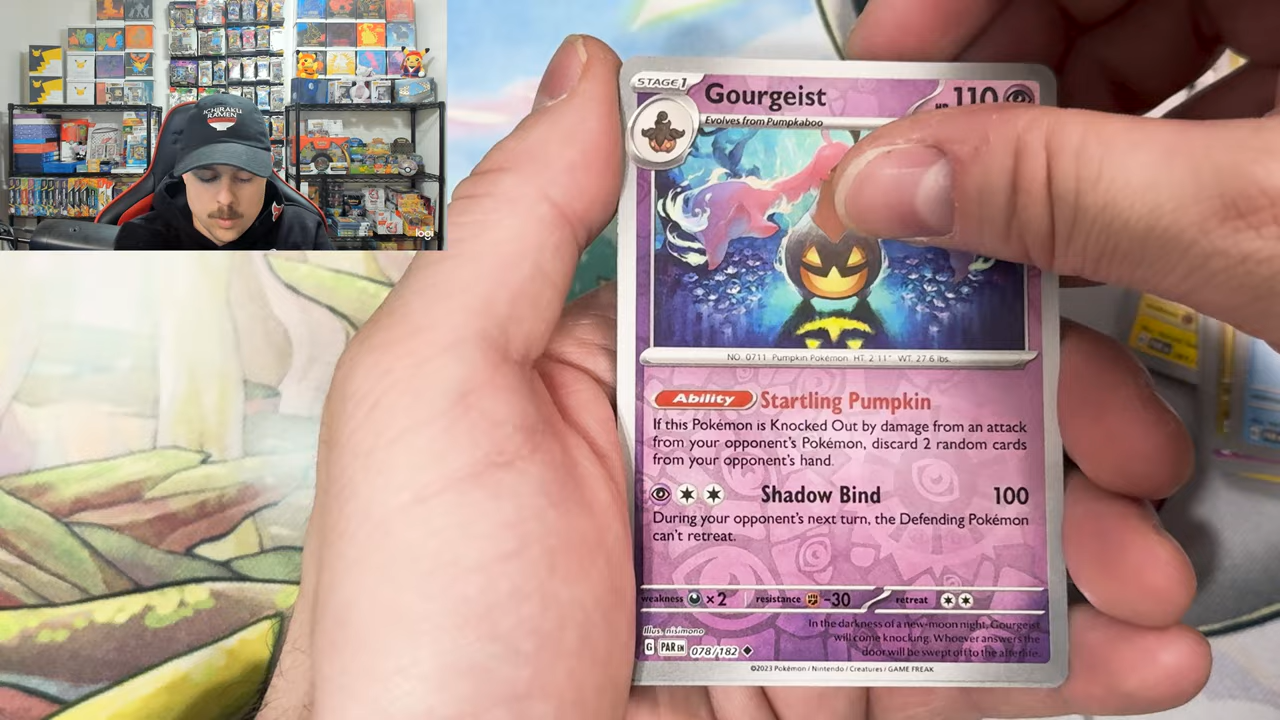 ICHIRAKU
RAMEN
logi
STAGE 1
Gourgeist
HP 110
Evolves from Pumpkaboo
NO. 0711 Pumpkin Pokémon HT: 2'11" WT: 27.6 lbs.
Ability Startling Pumpkin
If this Pokémon is Knocked Out by damage from an attack
from your opponent's Pokémon, discard 2 random cards
from your opponent's hand.
Shadow Bind 100
During your opponent's next turn, the Defending Pokémon
can't retreat.
weakness ×2 resistance -30 retreat
Illus. nisimono
In the darkness of a new-moon night, Gourgeist
will come knocking. Whoever answers the
door will be swept off to the afterlife.
G PAR EN 078/182
©2023 Pokémon / Nintendo / Creatures / GAME FREAK